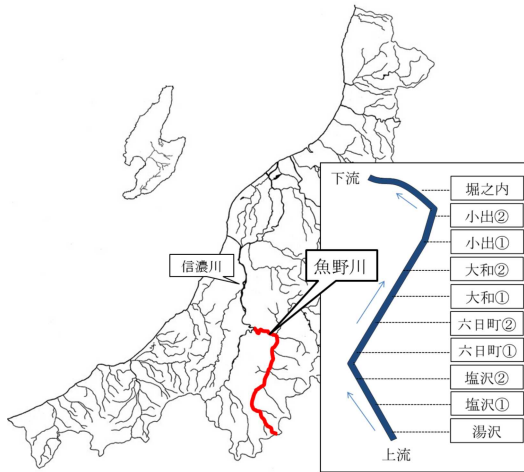 信濃川
魚野川
下流
堀之内
小出②
小出①
大和②
大和①
六日町②
六日町①
塩沢②
塩沢①
湯沢
上流